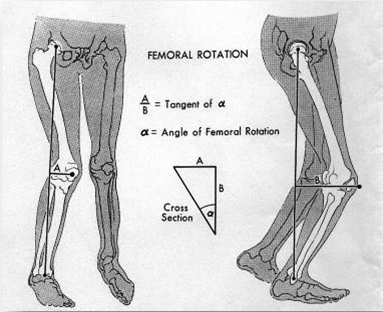 FEMORAL ROTATION
A/B = Tangent of α
α = Angle of Femoral Rotation
A
B
α
Cross
Section
A
B